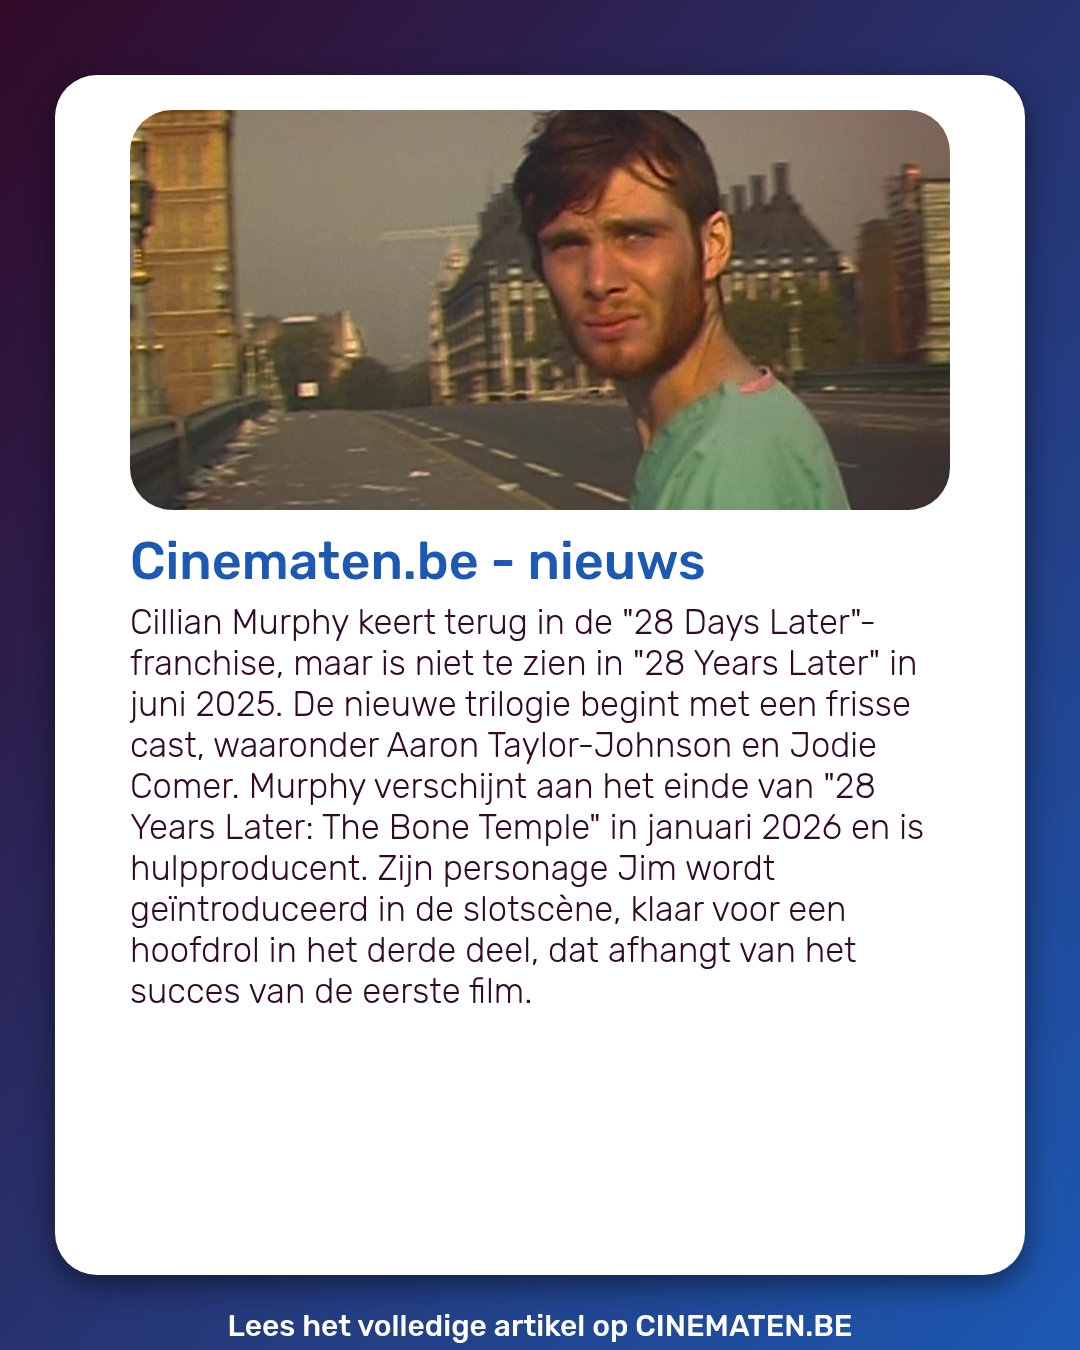 Cinematen.be - nieuws
Cillian Murphy keert terug in de "28 Days Later"-
franchise, maar is niet te zien in "28 Years Later" in
juni 2025. De nieuwe trilogie begint met een frisse
cast, waaronder Aaron Taylor-Johnson en Jodie
Comer. Murphy verschijnt aan het einde van "28
Years Later: The Bone Temple" in januari 2026 en is
hulpproducent. Zijn personage Jim wordt
geïntroduceerd in de slotscène, klaar voor een
hoofdrol in het derde deel, dat afhangt van het
succes van de eerste film.
Lees het volledige artikel op CINEMATEN.BE